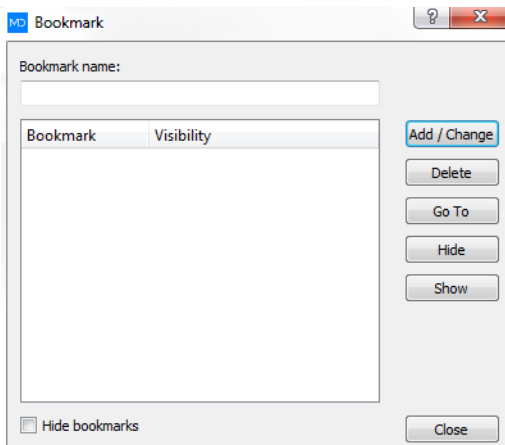 MD Bookmark ?
Bookmark name:
Bookmark Visibility
Add / Change
Delete
Go To
Hide
Show
Hide bookmarks
Close